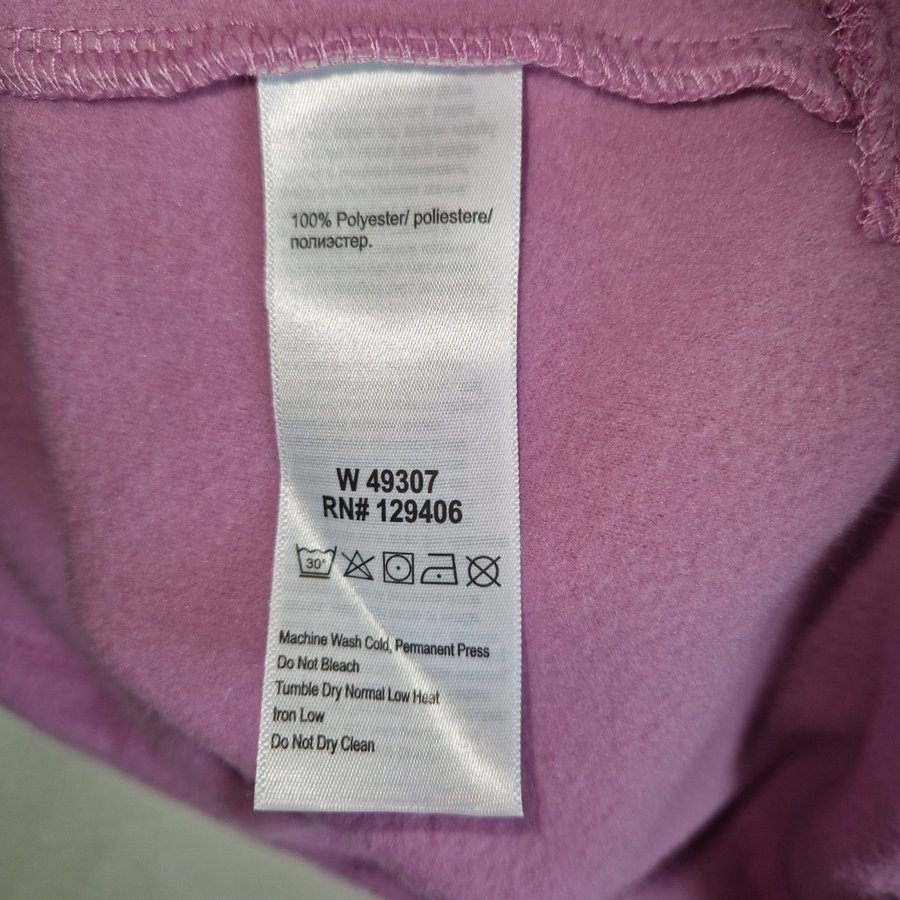 100% Polyester/ poliestere/
полиэстер.
W 49307
RN# 129406
30°
Machine Wash Cold, Permanent Press
Do Not Bleach
Tumble Dry Normal Low Heat
Iron Low
Do Not Dry Clean